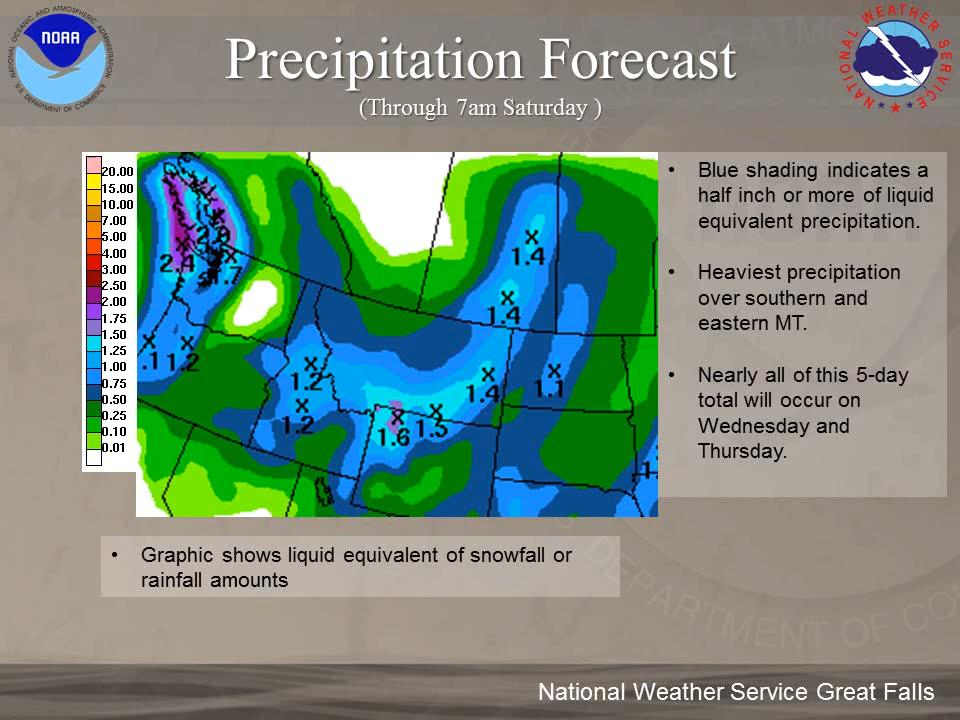 NOAA
NATIONAL OCEANIC AND ATMOSPHERIC ADMINISTRATION
U.S. DEPARTMENT OF COMMERCE
NATIONAL WEATHER SERVICE
Precipitation Forecast
(Through 7am Saturday )
20.00
15.00
10.00
7.00
5.00
4.00
3.00
2.50
2.00
1.75
1.50
1.25
1.00
0.75
0.50
0.25
0.10
0.01
2.4
1.4
1.4
.1
1.2
1.2
1.2
1.6
1.5
1.4
1.1
• Blue shading indicates a
half inch or more of liquid
equivalent precipitation.
• Heaviest precipitation
over southern and
eastern MT.
• Nearly all of this 5-day
total will occur on
Wednesday and
Thursday.
• Graphic shows liquid equivalent of snowfall or
rainfall amounts
DEPARTMENT OF CO
National Weather Service Great Falls